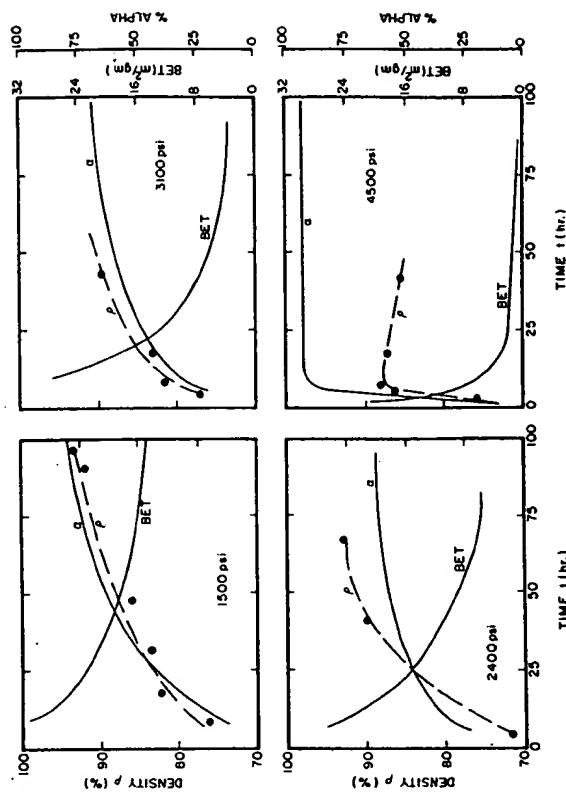 DENSITY ρ (%)
100
90
80
70
α
ρ
BET
1500 psi
α
ρ
BET
3100 psi
32
24
16
8
0
BET (m²/gm)
100
75
50
25
0
% ALPHA
DENSITY ρ (%)
100
90
80
70
α
ρ
BET
2400 psi
0
25
50
75
100
TIME t (hr.)
α
ρ
BET
4500 psi
0
25
50
75
100
TIME t (hr.)
32
24
16
8
0
BET (m²/gm)
100
75
50
25
0
% ALPHA